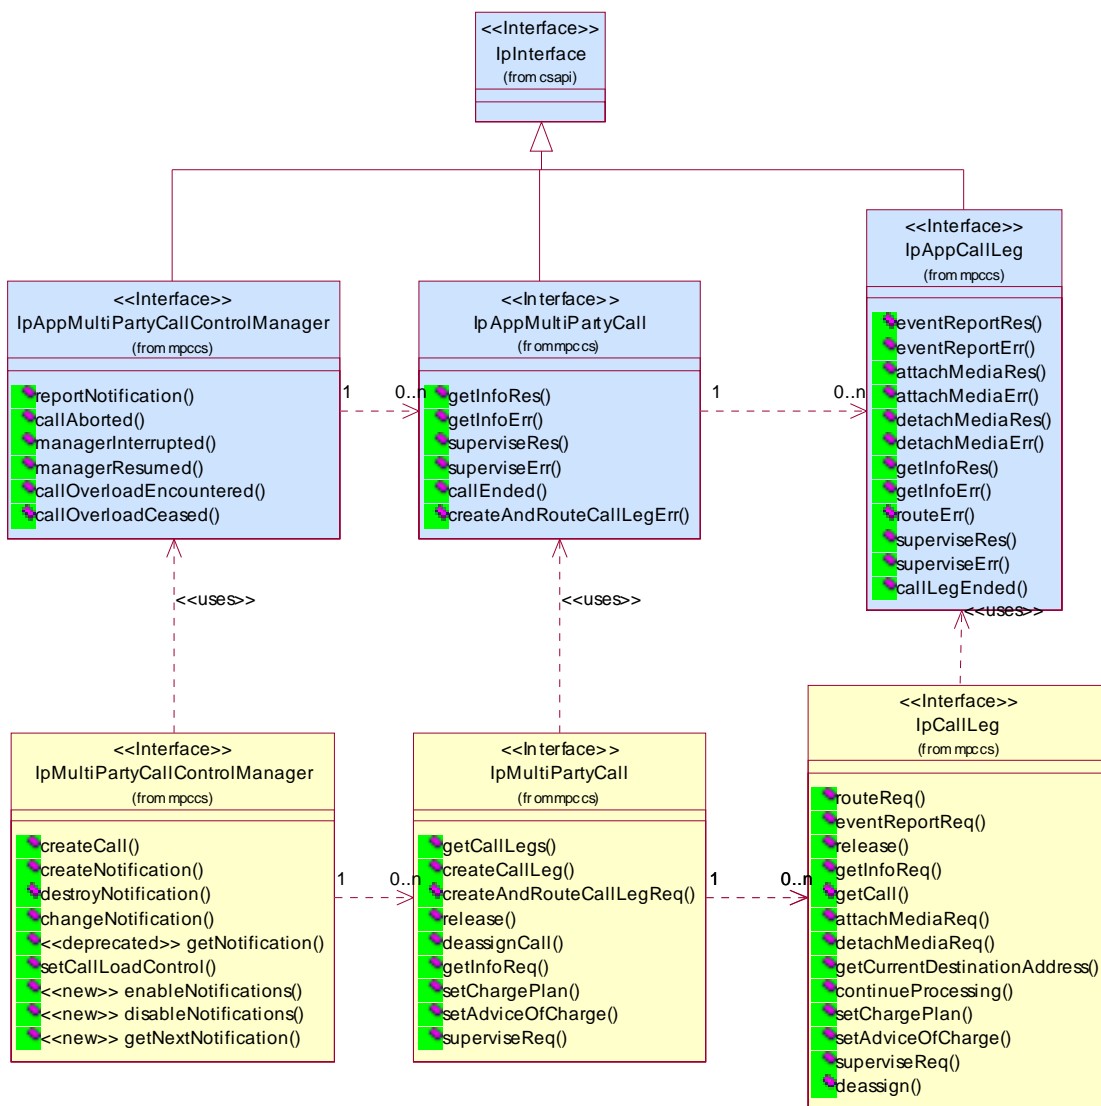 <<Interface>>
IpInterface
(from csapi)
<<Interface>>
IpAppCallLeg
(from mpccs)
eventReportRes()
eventReportErr()
attachMediaRes()
attachMediaErr()
detachMediaRes()
detachMediaErr()
getInfoRes()
getInfoErr()
routeErr()
superviseRes()
superviseErr()
callLegEnded()
<<Interface>>
IpAppMultiPartyCallControlManager
(from mpccs)
reportNotification()
callAborted()
managerInterrupted()
managerResumed()
callOverloadEncountered()
callOverloadCeased()
1
0..n
<<Interface>>
IpAppMultiPartyCall
(from mpccs)
getInfoRes()
getInfoErr()
superviseRes()
superviseErr()
callEnded()
createAndRouteCallLegErr()
1
0..n
<<uses>>
<<uses>>
<<uses>>
<<Interface>>
IpMultiPartyCallControlManager
(from mpccs)
createCall()
createNotification()
destroyNotification()
changeNotification()
<<deprecated>> getNotification()
setCallLoadControl()
<<new>> enableNotifications()
<<new>> disableNotifications()
<<new>> getNextNotification()
1
0..n
<<Interface>>
IpMultiPartyCall
(from mpccs)
getCallLegs()
createCallLeg()
createAndRouteCallLegReq()
release()
deassignCall()
getInfoReq()
setChargePlan()
setAdviceOfCharge()
superviseReq()
1
0..n
<<Interface>>
IpCallLeg
(from mpccs)
routeReq()
eventReportReq()
release()
getInfoReq()
getCall()
attachMediaReq()
detachMediaReq()
getCurrentDestinationAddress()
continueProcessing()
setChargePlan()
setAdviceOfCharge()
superviseReq()
deassign()